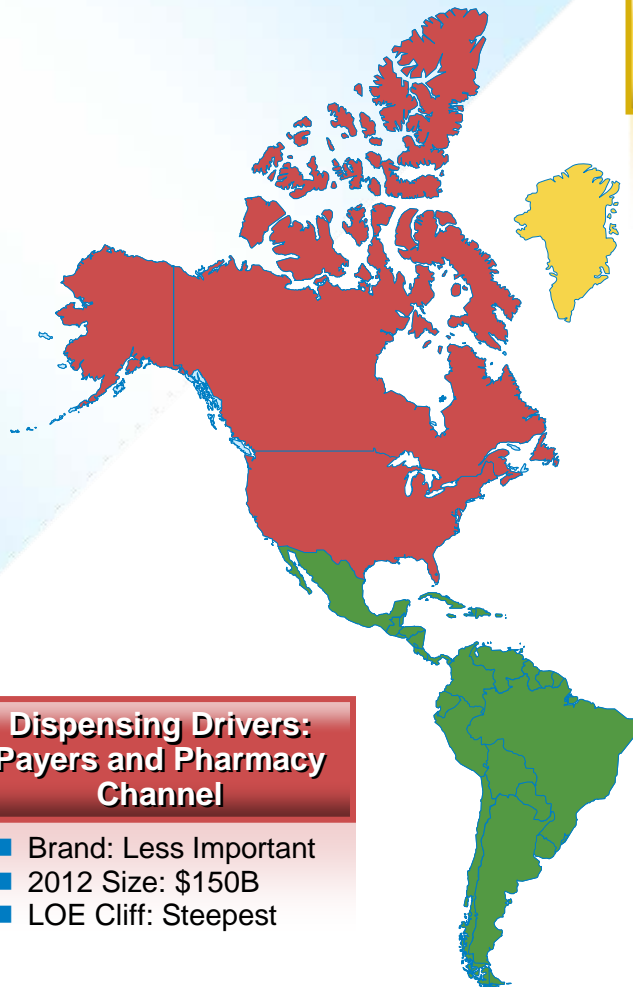 Dispensing Drivers:
Payers and Pharmacy
Channel
Brand: Less Important
2012 Size: $150B
LOE Cliff: Steepest